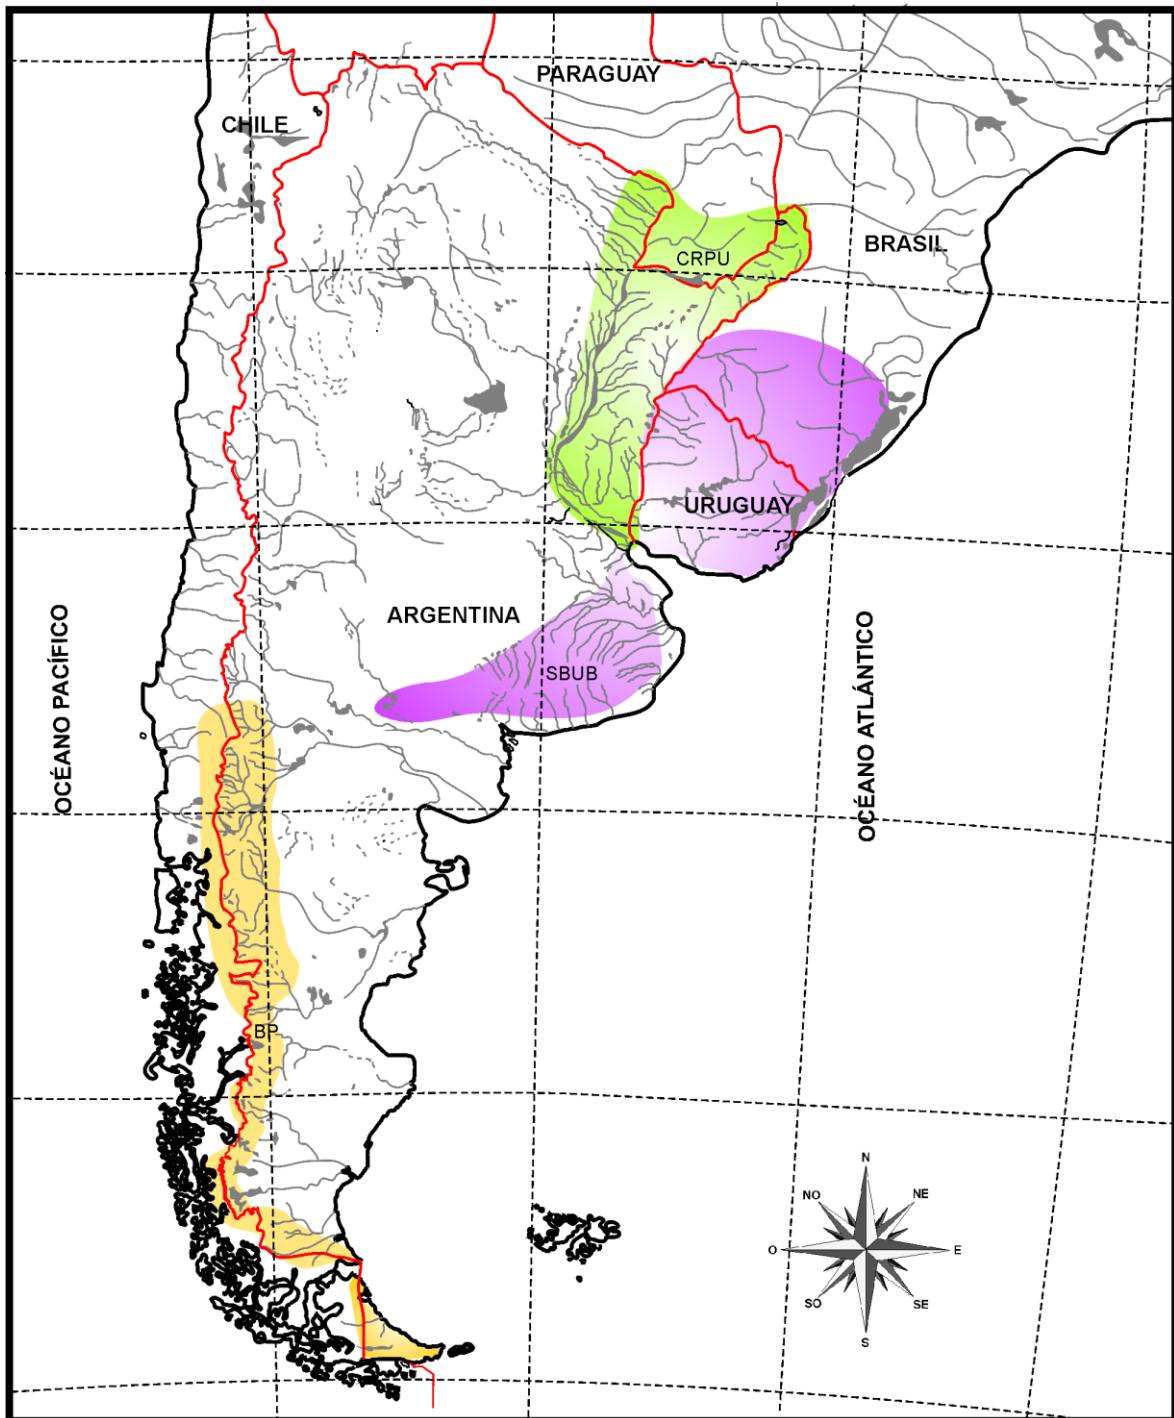 PARAGUAY
CHILE
BRASIL
CRPU
URUGUAY
ARGENTINA
SBUB
OCÉANO PACÍFICO
OCÉANO ATLÁNTICO
BP
N
NO
NE
O
E
SO
SE
S